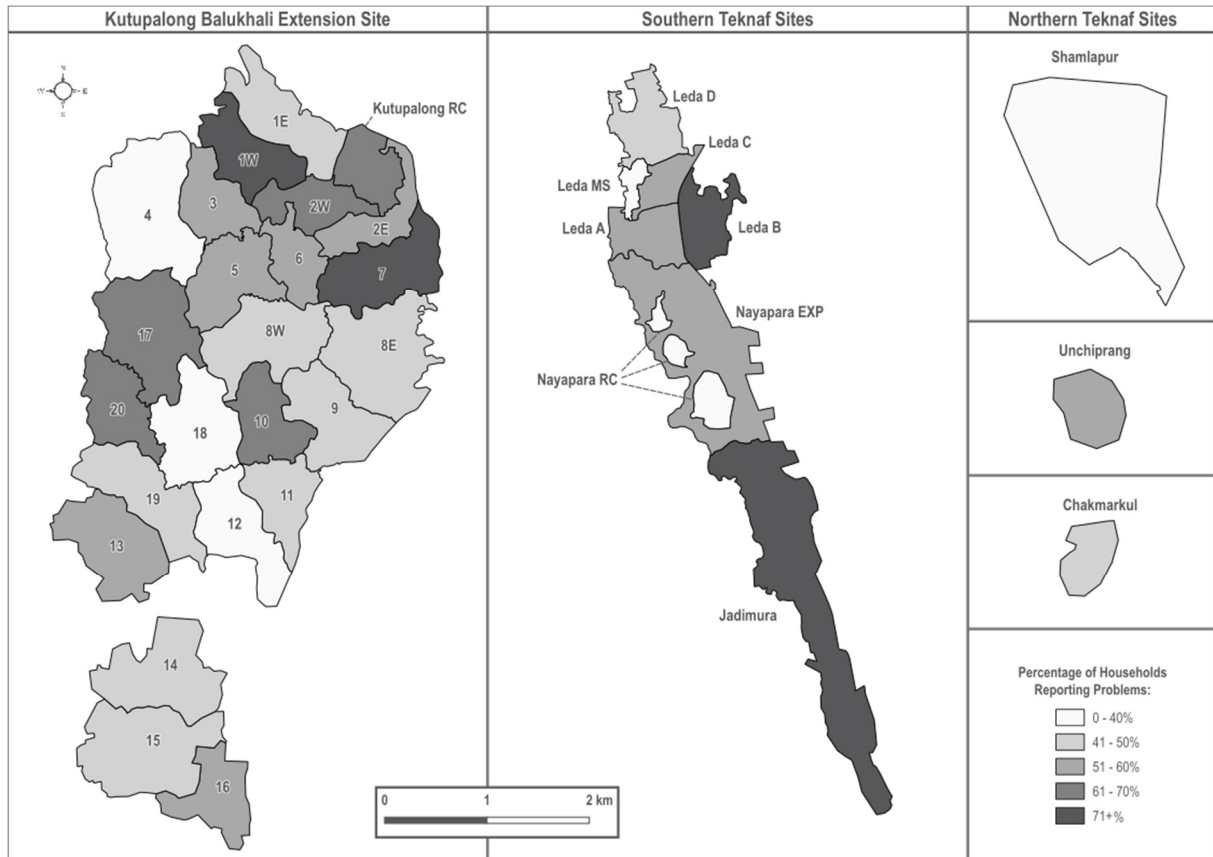 Kutupalong Balukhali Extension Site
Southern Teknaf Sites
Northern Teknaf Sites
N
W
E
S
1E
Kutupalong RC
1W
4
3
2W
2E
5
6
7
17
8W
8E
20
18
10
9
19
12
11
13
14
15
16
Leda D
Leda C
Leda MS
Leda A
Leda B
Nayapara EXP
Nayapara RC
Jadimura
0
1
2 km
Shamlapur
Unchiprang
Chakmarkul
Percentage of Households
Reporting Problems:
0 - 40%
41 - 50%
51 - 60%
61 - 70%
71+%